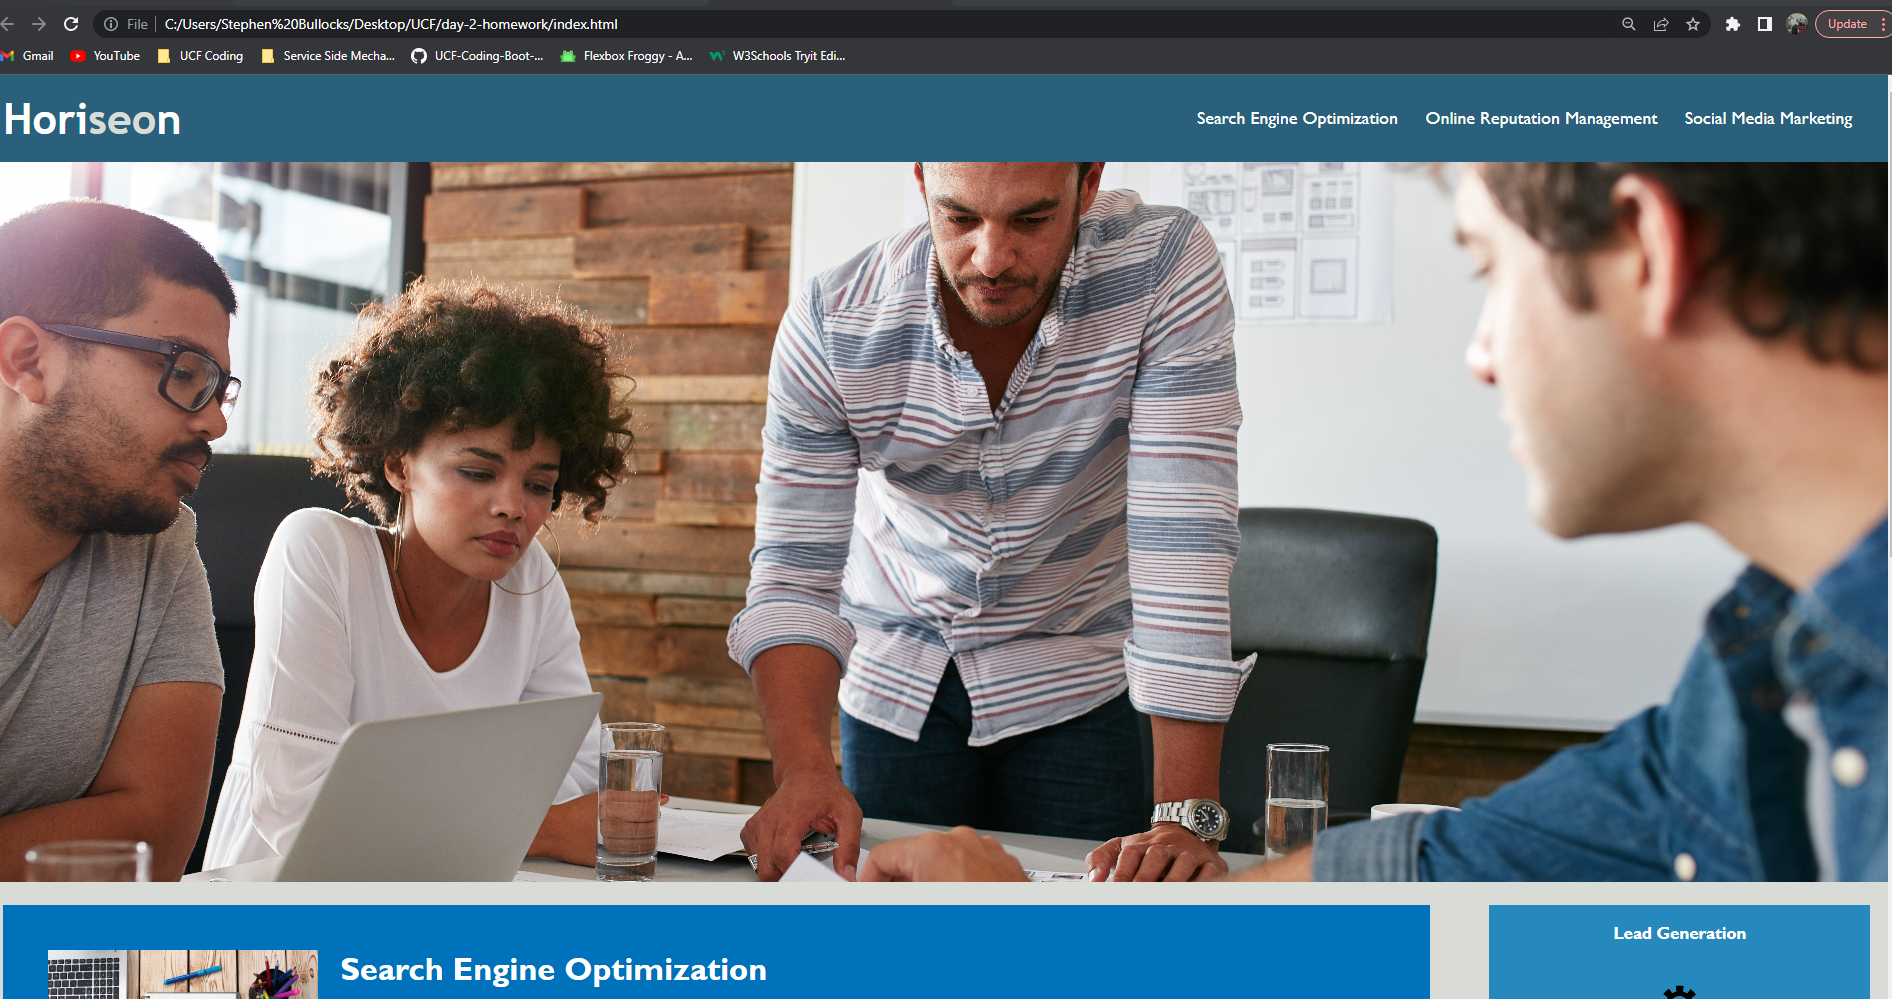 File C:/Users/Stephen%20Bullocks/Desktop/UCF/day-2-homework/index.html Update
Gmail YouTube UCF Coding Service Side Mecha... UCF-Coding-Boot-... Flexbox Froggy - A... W3Schools Tryit Edi...
Horiseon Search Engine Optimization Online Reputation Management Social Media Marketing
Lead Generation
Search Engine Optimization